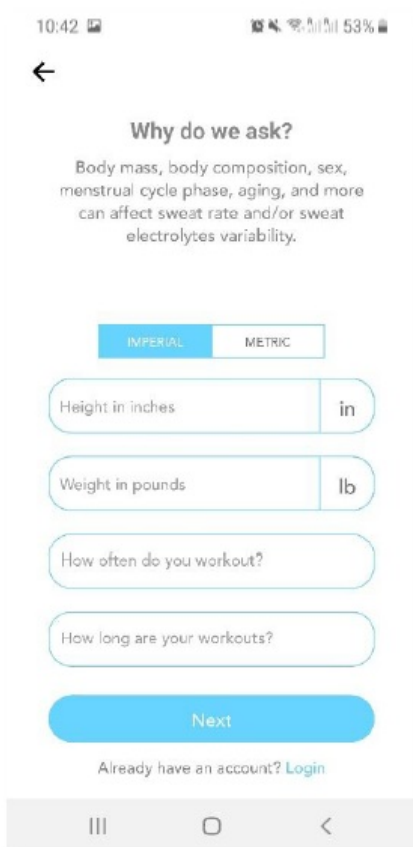 10:42 53%
Why do we ask?
Body mass, body composition, sex,
menstrual cycle phase, aging, and more
can affect sweat rate and/or sweat
electrolytes variability.
IMPERIAL METRIC
Height in inches in
Weight in pounds lb
How often do you workout?
How long are your workouts?
Next
Already have an account? Login